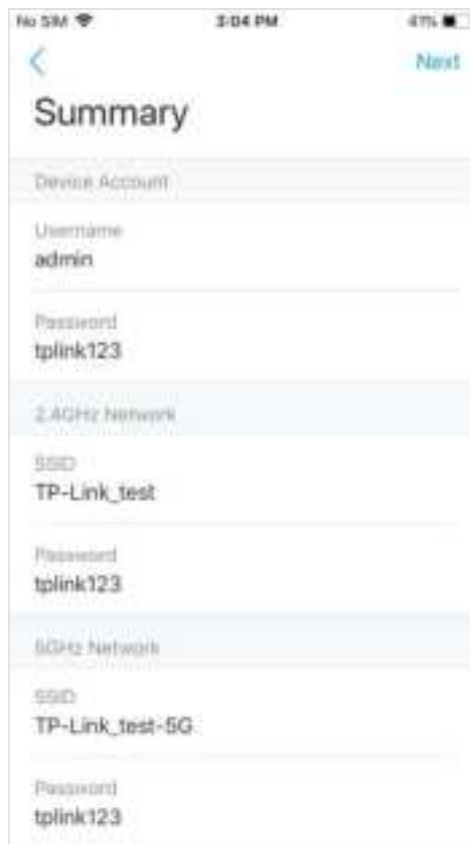 No SIM 3:04 PM 41%
Next
Summary
Device Account
Username
admin
Password
tplink123
2.4GHz Network
SSID
TP-Link_test
Password
tplink123
5GHz Network
SSID
TP-Link_test-5G
Password
tplink123